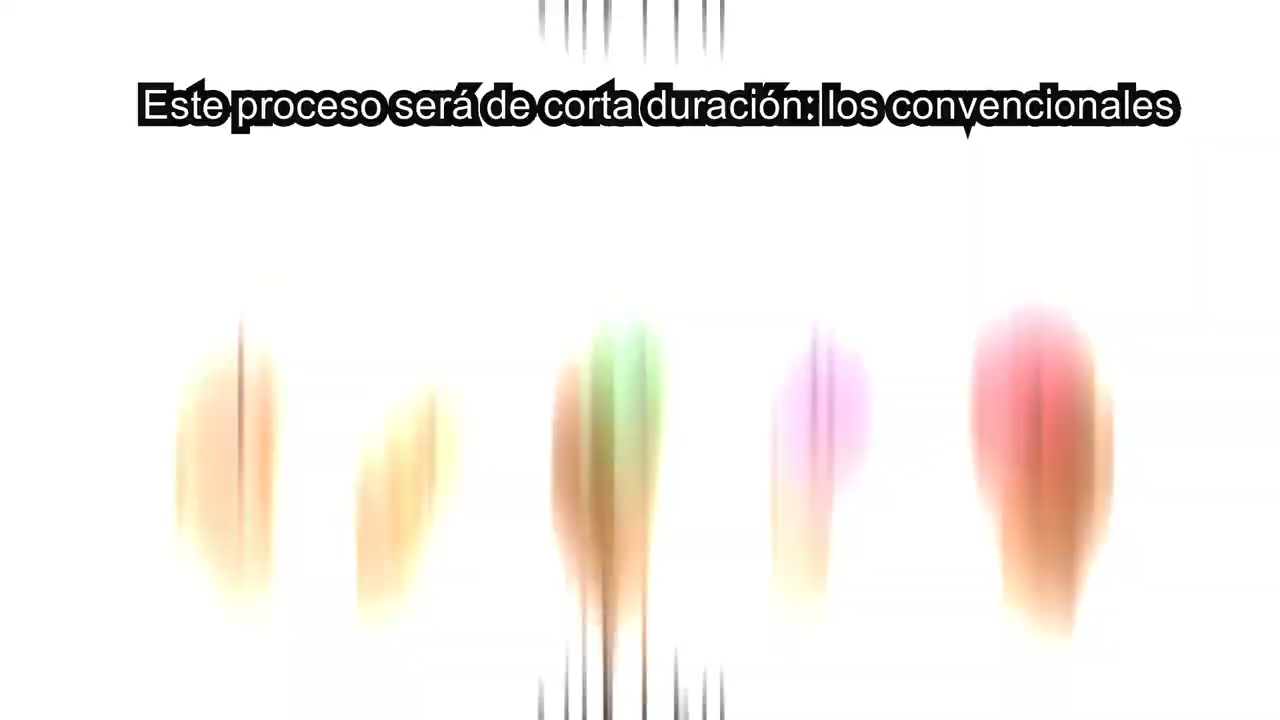 Este proceso será de corta duración: los convencionales